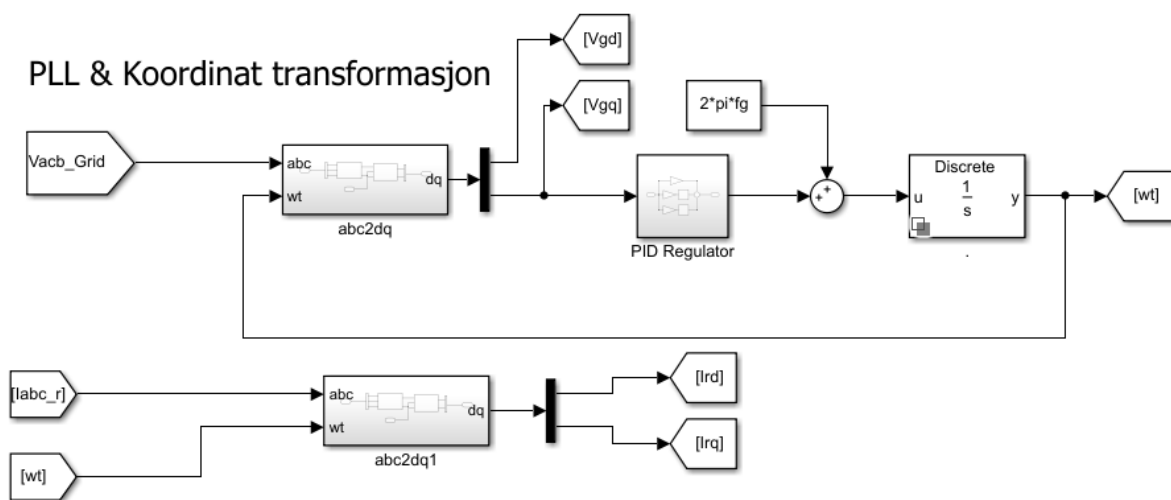 PLL & Koordinat transformasjon
[Vgd]
[Vgq]
2*pi*fg
Vacb_Grid
abc
wt
dq
abc2dq
PID Regulator
+
+
Discrete
u
1
s
y
.
[wt]
[Iabc_r]
[wt]
abc
wt
dq
abc2dq1
[Ird]
[Irq]